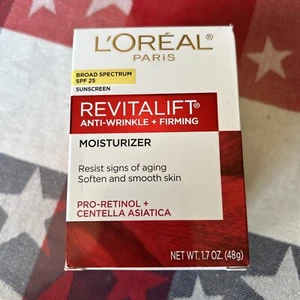 L'ORÉAL
PARIS
BROAD SPECTRUM
SPF 25
SUNSCREEN
REVITALIFT®
ANTI-WRINKLE + FIRMING
MOISTURIZER
Resist signs of aging
Soften and smooth skin
PRO-RETINOL +
CENTELLA ASIATICA
NET WT. 1.7 OZ. (48g)